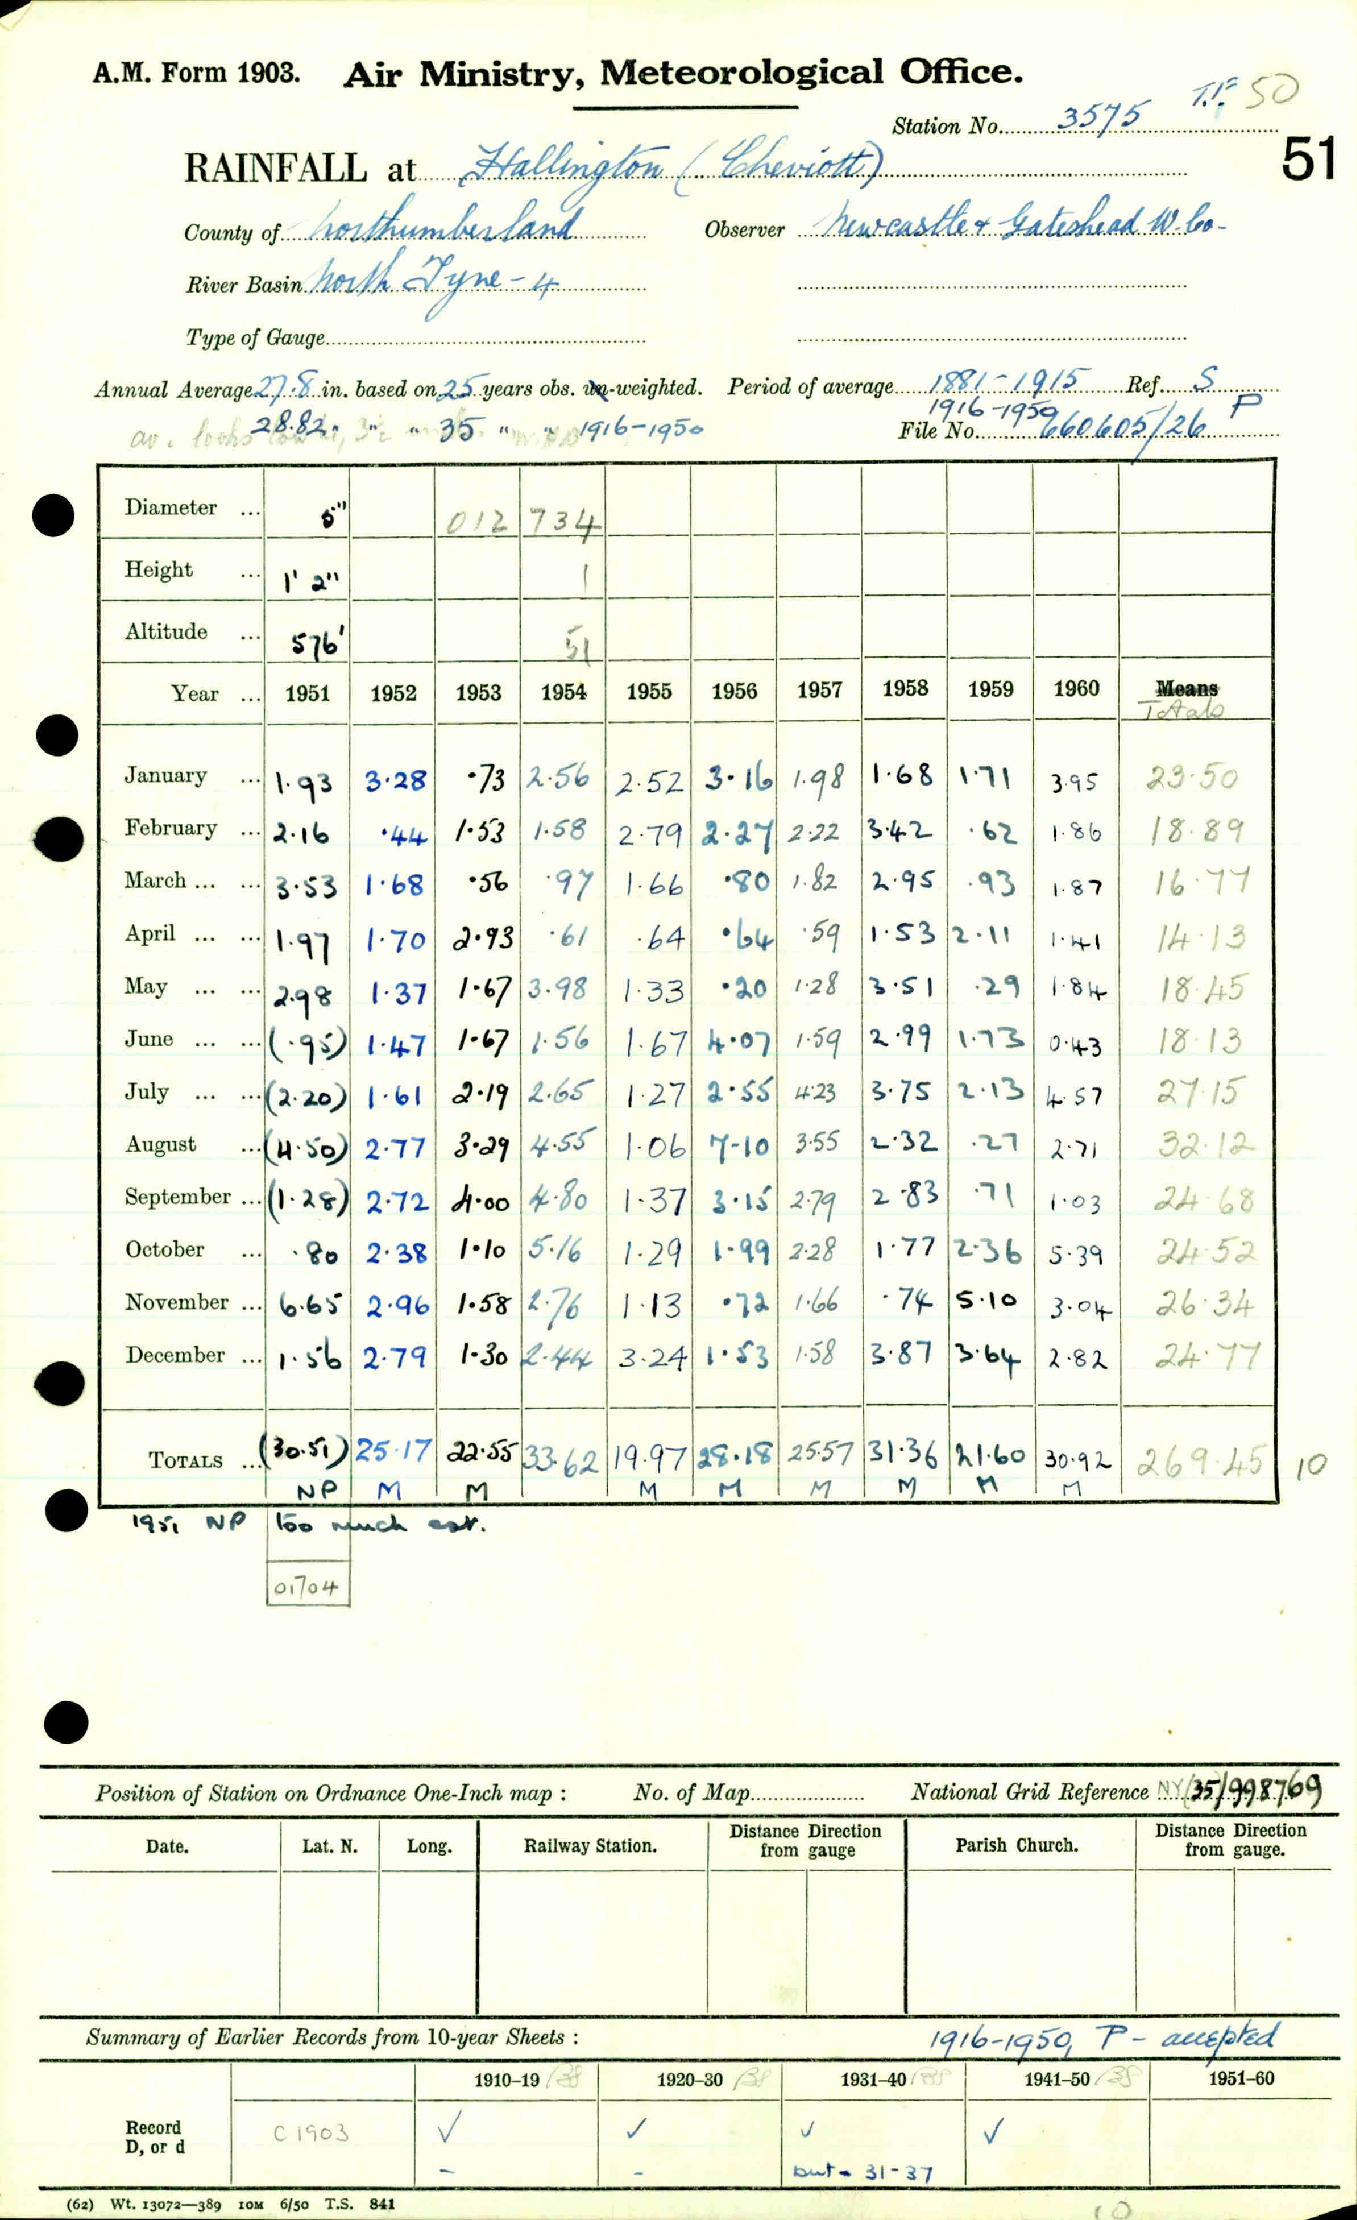 A.M. Form 1903. Air Ministry, Meteorological Office.
T.F. 50
Station No. 3575
51
RAINFALL at Hallington (Cheviott)
County of Northumberland Observer Newcastle & Gateshead W. Co-
River Basin North Tyne - 4
Type of Gauge
Annual Average 27.8 in. based on 25 years obs. un-weighted. Period of average 1881-1915 Ref. S
1916-1950 P
av. looks 28.82 " " " 35 " " 1916-1950 File No. 660605/26
Diameter ... 5" 012 734
Height ... 1' 2" 1
Altitude ... 576' 51
Year ... 1951 1952 1953 1954 1955 1956 1957 1958 1959 1960 Means
Totals
January ... 1.93 3.28 .73 2.56 2.52 3.16 1.98 1.68 1.71 3.95 23.50
February ... 2.16 .44 1.53 1.58 2.79 2.27 2.22 3.42 .62 1.86 18.89
March ... ... 3.53 1.68 .56 .97 1.66 .80 1.82 2.95 .93 1.87 16.77
April ... ... 1.97 1.70 2.93 .61 .64 .64 .59 1.53 2.11 1.41 14.13
May ... ... 2.98 1.37 1.67 3.98 1.33 .20 1.28 3.51 .29 1.84 18.45
June ... ... (.95) 1.47 1.67 1.56 1.67 4.07 1.59 2.99 1.73 0.43 18.13
July ... ... (2.20) 1.61 2.19 2.65 1.27 2.55 4.23 3.75 2.13 4.57 27.15
August ... (4.50) 2.77 3.29 4.55 1.06 7.10 3.55 2.32 .27 2.71 32.12
September ... (1.28) 2.72 4.00 4.80 1.37 3.15 2.79 2.83 .71 1.03 24.68
October ... .80 2.38 1.10 5.16 1.29 1.99 2.28 1.77 2.36 5.39 24.52
November ... 6.65 2.96 1.58 2.76 1.13 .72 1.66 .74 5.10 3.04 26.34
December ... 1.56 2.79 1.30 2.44 3.24 1.53 1.58 3.87 3.64 2.82 24.77
TOTALS ... (30.51) 25.17 22.55 33.62 19.97 28.18 25.57 31.36 21.60 30.92 269.45 10
NP M M M M M M M M
1951 NP too much est.
01704
Position of Station on Ordnance One-Inch map : No. of Map National Grid Reference NY (35)/998769
Date. Lat. N. Long. Railway Station. Distance from Direction gauge Parish Church. Distance from Direction gauge.
Summary of Earlier Records from 10-year Sheets : 1916-1950, P - accepted
1910-19 /38 1920-30 /38 1931-40 /38 1941-50 /38 1951-60
Record D, or d C 1903 ✓ ✓ ✓ ✓
- - but - 31-37
(62) Wt. 13072—389 10M 6/50 T.S. 841
10